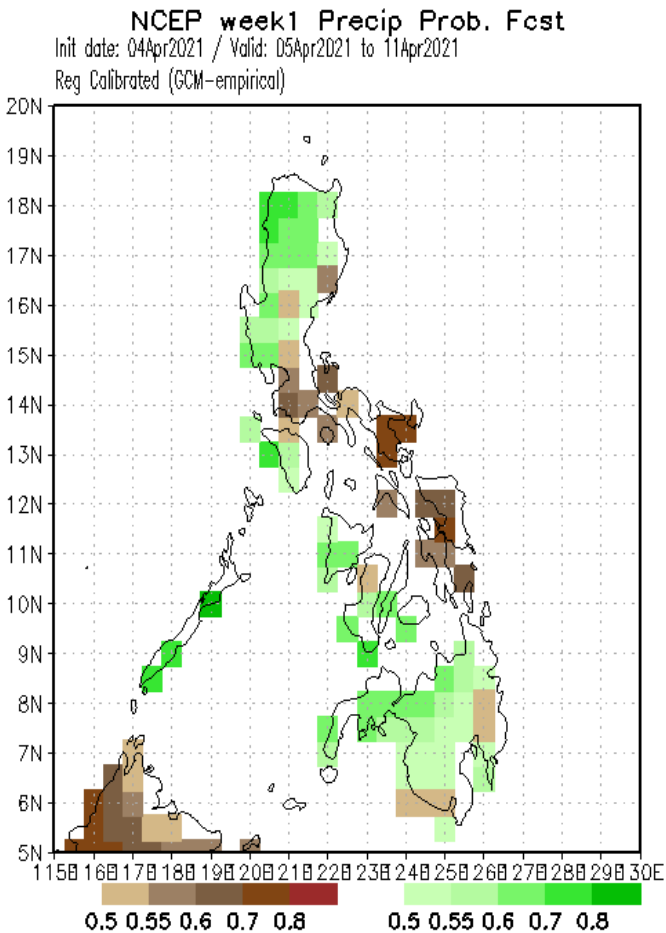 NCEP week1 Precip Prob. Fcst
Init date: 04Apr2021 / Valid: 05Apr2021 to 11Apr2021
Reg Calibrated (GCM-empirical)
20N
19N
18N
17N
16N
15N
14N
13N
12N
11N
10N
9N
8N
7N
6N
5N
115E 116E 117E 118E 119E 120E 121E 122E 123E 124E 125E 126E 127E 128E 129E 130E
0.5 0.55 0.6 0.7 0.8 0.5 0.55 0.6 0.7 0.8